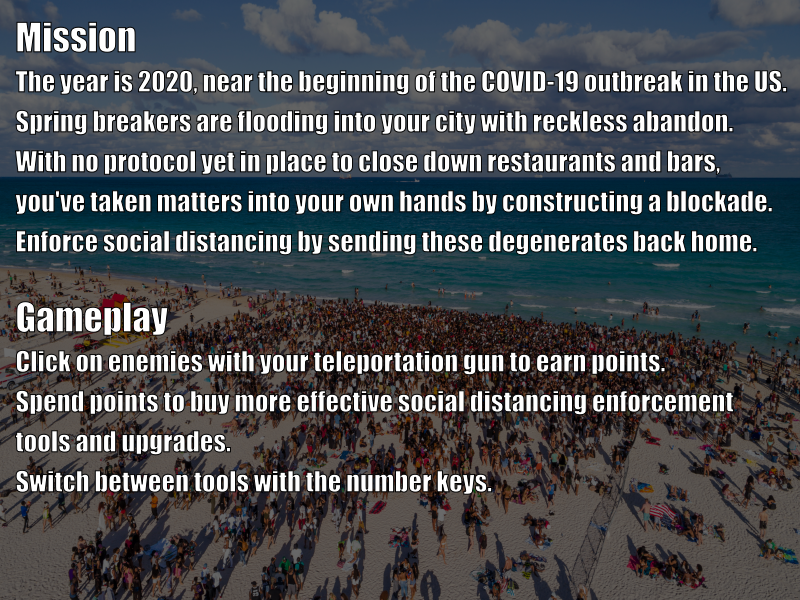 Mission
The year is 2020, near the beginning of the COVID-19 outbreak in the US.
Spring breakers are flooding into your city with reckless abandon.
With no protocol yet in place to close down restaurants and bars,
you've taken matters into your own hands by constructing a blockade.
Enforce social distancing by sending these degenerates back home.
Gameplay
Click on enemies with your teleportation gun to earn points.
Spend points to buy more effective social distancing enforcement
tools and upgrades.
Switch between tools with the number keys.